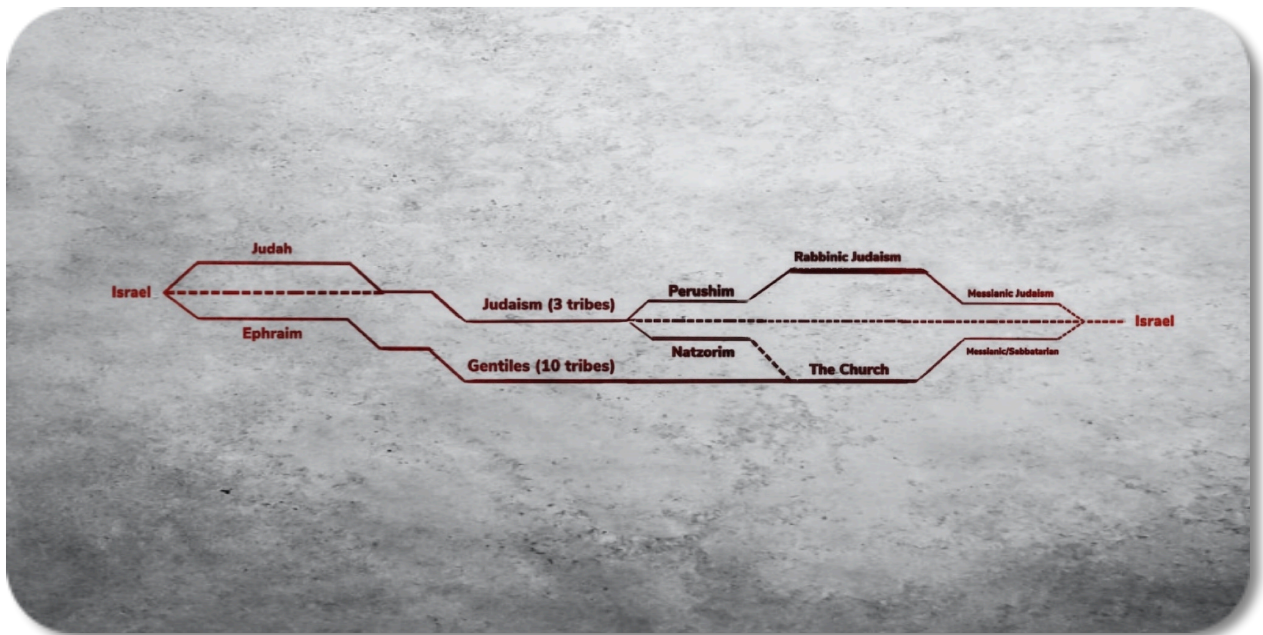 Israel
Judah
Ephraim
Judaism (3 tribes)
Gentiles (10 tribes)
Perushim
Natzorim
Rabbinic Judaism
The Church
Messianic Judaism
Messianic/Sabbatarian
Israel